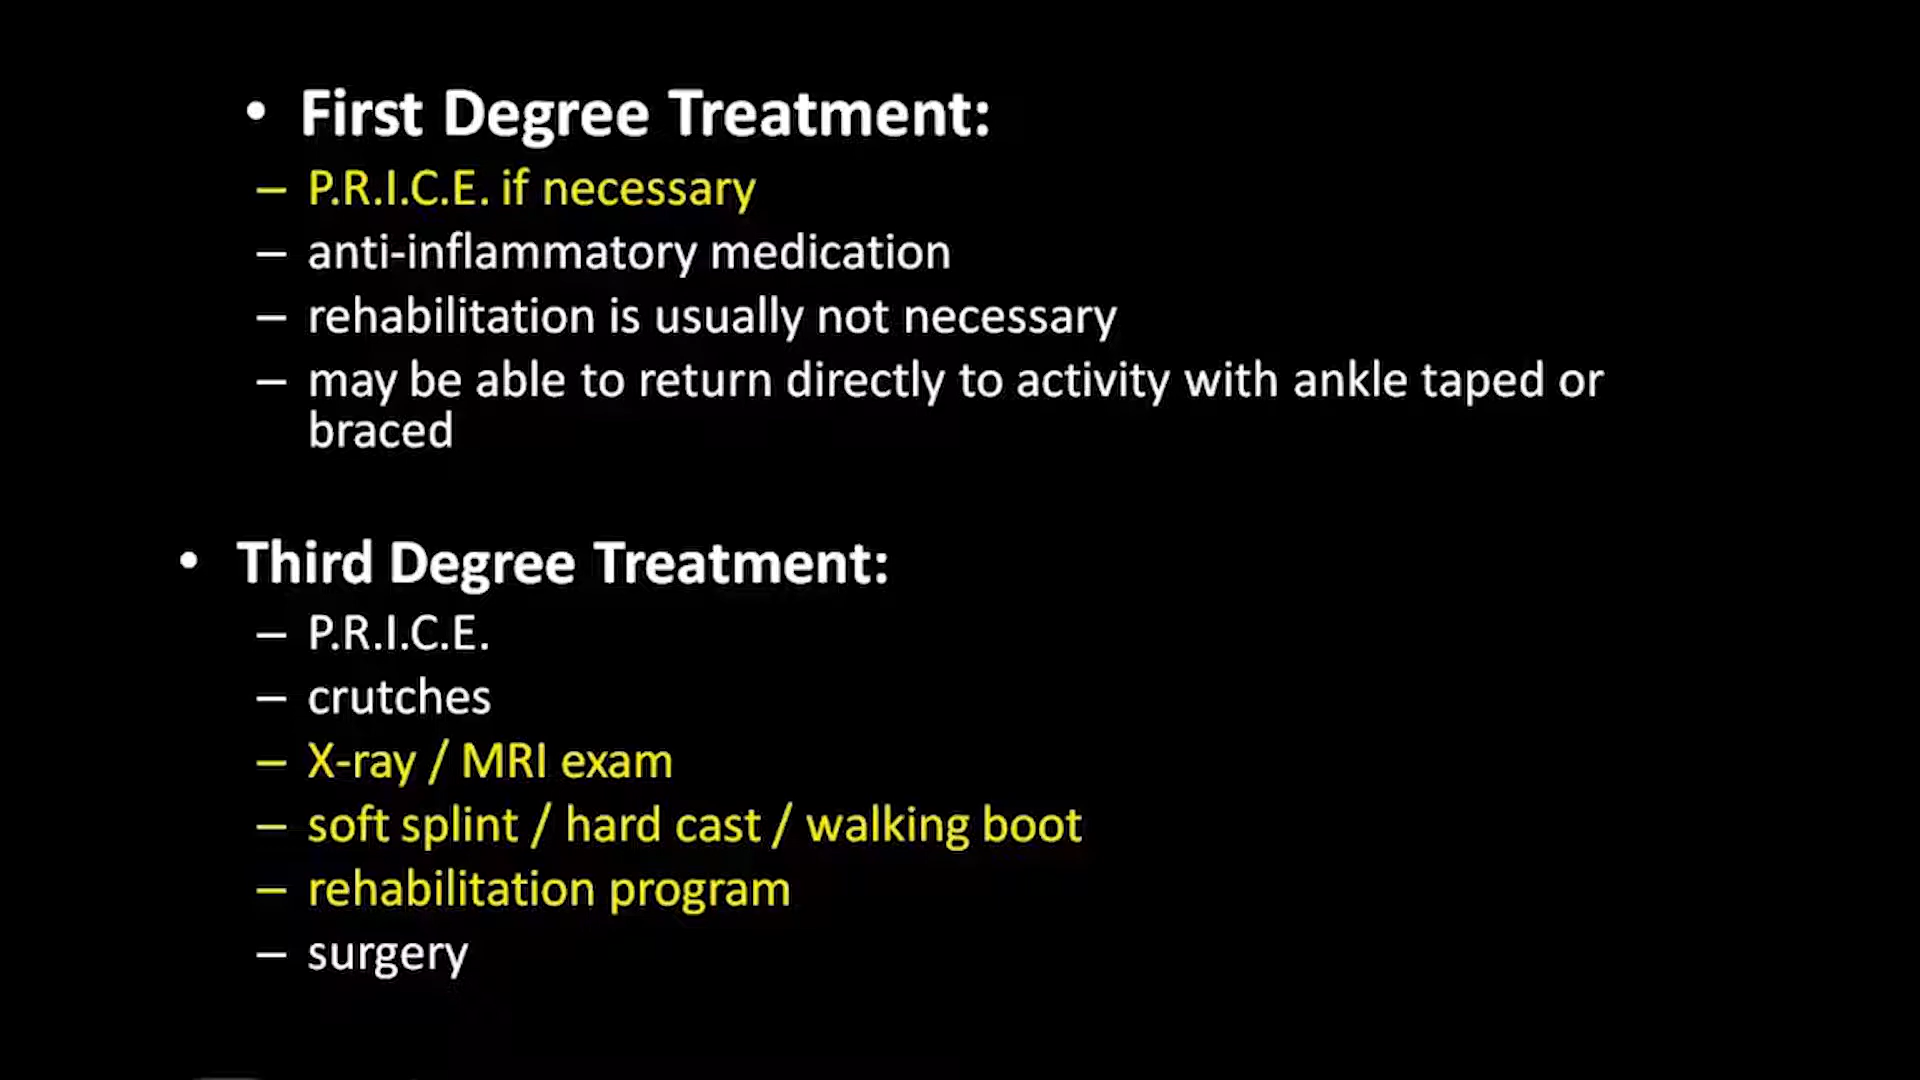 • First Degree Treatment:
– P.R.I.C.E. if necessary
– anti-inflammatory medication
– rehabilitation is usually not necessary
– may be able to return directly to activity with ankle taped or
braced
• Third Degree Treatment:
– P.R.I.C.E.
– crutches
– X-ray / MRI exam
– soft splint / hard cast / walking boot
– rehabilitation program
– surgery